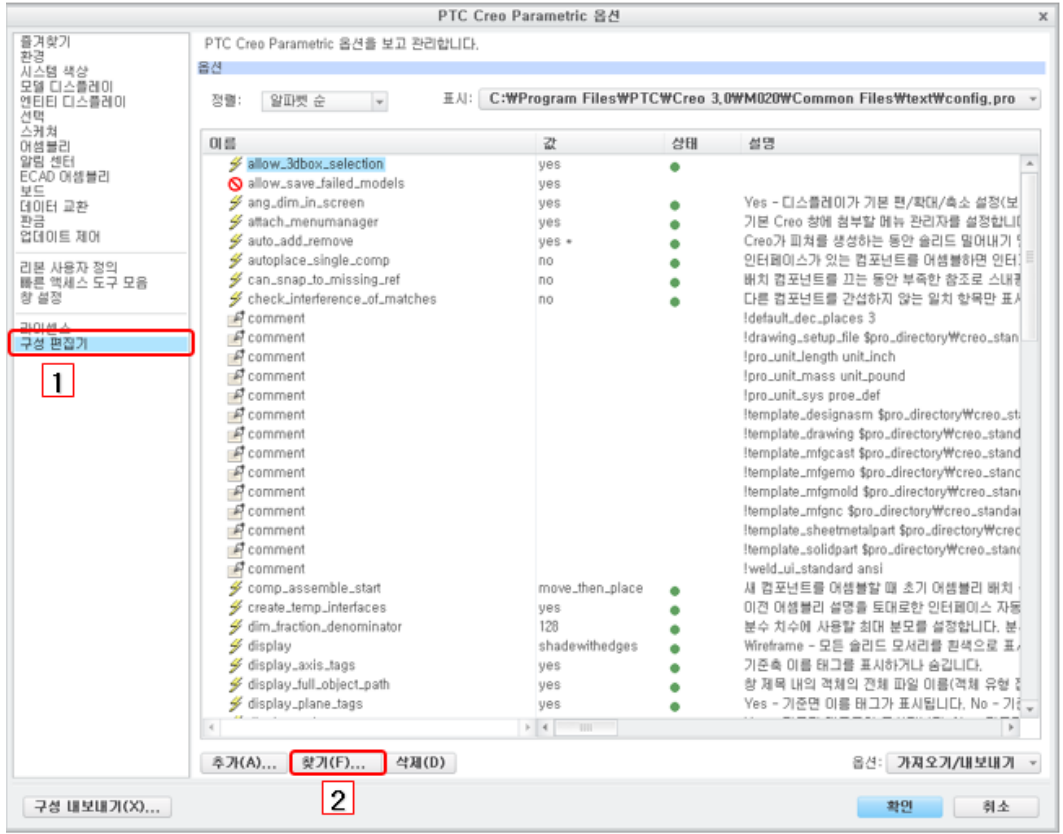 PTC Creo Parametric 옵션
즐겨찾기
환경
시스템 색상
모델 디스플레이
엔티티 디스플레이
선택
스케쳐
어셈블리
알림 센터
ECAD 어셈블리
보드
데이터 교환
판금
업데이트 제어
리본 사용자 정의
빠른 액세스 도구 모음
창 설정
라이센스
구성 편집기
1
PTC Creo Parametric 옵션을 보고 관리합니다.
옵션
정렬: 알파벳 순 표시: C:₩Program Files₩PTC₩Creo 3.0₩M020₩Common Files₩text₩config.pro
이름 값 상태 설명
allow_3dbox_selection yes
allow_save_failed_models yes
ang_dim_in_screen yes Yes - 디스플레이가 기본 팬/확대/축소 설정(보
attach_menumanager yes 기본 Creo 창에 첨부할 메뉴 관리자를 설정합니
auto_add_remove yes * Creo가 피쳐를 생성하는 동안 솔리드 밀어내기
autoplace_single_comp no 인터페이스가 있는 컴포넌트를 어셈블하면 인터
can_snap_to_missing_ref no 배치 컴포넌트를 끄는 동안 부족한 참조로 스내
check_interference_of_matches no 다른 컴포넌트를 간섭하지 않는 일치 항목만 표
comment !default_dec_places 3
comment !drawing_setup_file $pro_directory₩creo_stan
comment !pro_unit_length unit_inch
comment !pro_unit_mass unit_pound
comment !pro_unit_sys proe_def
comment !template_designasm $pro_directory₩creo_st
comment !template_drawing $pro_directory₩creo_stand
comment !template_mfgcast $pro_directory₩creo_stand
comment !template_mfgemo $pro_directory₩creo_stand
comment !template_mfgmold $pro_directory₩creo_stan
comment !template_mfgnc $pro_directory₩creo_standa
comment !template_sheetmetalpart $pro_directory₩crec
comment !template_solidpart $pro_directory₩creo_stand
comment !weld_ui_standard ansi
comp_assemble_start move_then_place 새 컴포넌트를 어셈블할 때 초기 어셈블리 배치
create_temp_interfaces yes 이전 어셈블리 설명을 토대로한 인터페이스 자동
dim_fraction_denominator 128 분수 치수에 사용할 최대 분모를 설정합니다. 분
display shadewithedges Wireframe - 모든 솔리드 모서리를 흰색으로 표
display_axis_tags yes 기준축 이름 태그를 표시하거나 숨깁니다.
display_full_object_path yes 창 제목 내의 객체의 전체 파일 이름(객체 유형
display_plane_tags yes Yes - 기준면 이름 태그가 표시됩니다. No - 기
추가(A)... 찾기(F)... 삭제(D) 옵션: 가져오기/내보내기
2
구성 내보내기(X)... 확인 취소